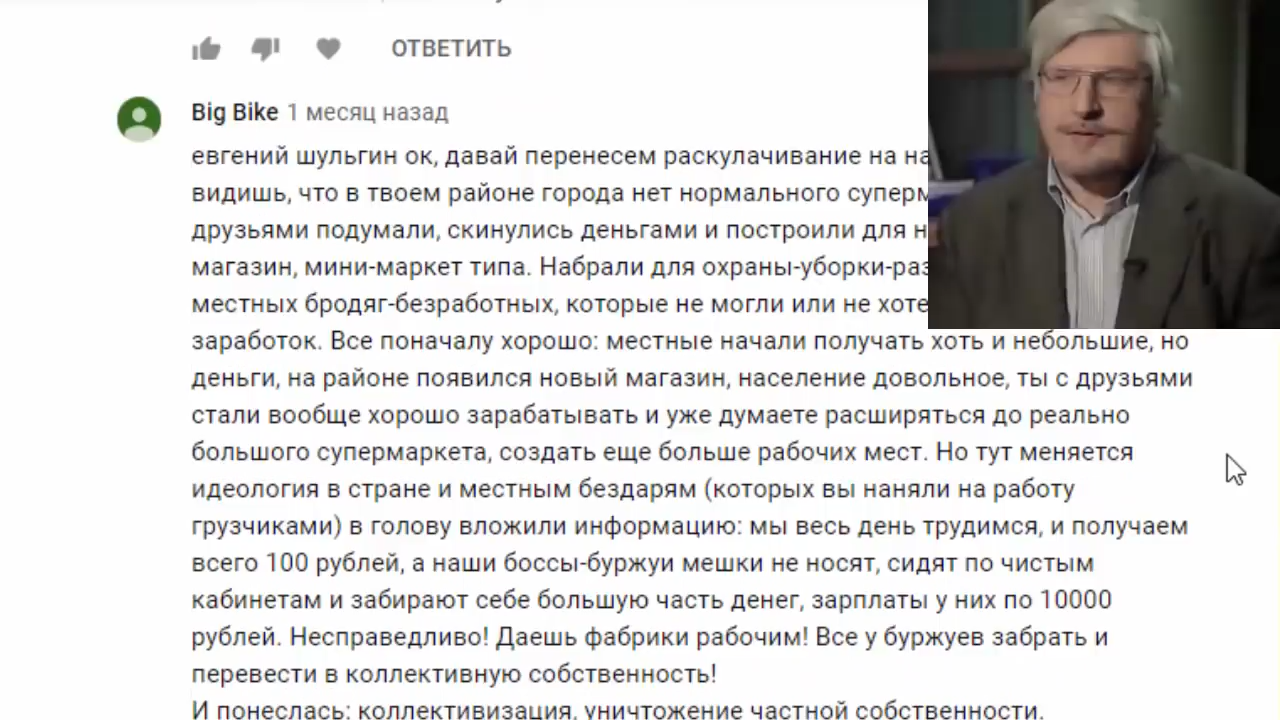 ОТВЕТИТЬ
Big Bike 1 месяц назад
евгений шульгин ок, давай перенесем раскулачивание на
видишь, что в твоем районе города нет нормального
друзьями подумали, скинулись деньгами и построили для
магазин, мини-маркет типа. Набрали для
местных бродяг-безработных, которые не могли или не
заработок. Все поначалу хорошо: местные начали получать хоть и небольшие, но
деньги, на районе появился новый магазин, население довольное, ты с друзьями
стали вообще хорошо зарабатывать и уже думаете расширяться до реально
большого супермаркета, создать еще больше рабочих мест. Но тут меняется
идеология в стране и местным бездарям (которых вы наняли на работу
грузчиками) в голову вложили информацию: мы весь день трудимся, и получаем
всего 100 рублей, а наши боссы-буржуи мешки не носят, сидят по чистым
кабинетам и забирают себе большую часть денег, зарплаты у них по 10000
рублей. Несправедливо! Даешь фабрики рабочим! Все у буржуев забрать и
перевести в коллективную собственность!
И понеслась: коллективизация, уничтожение частной собственности.